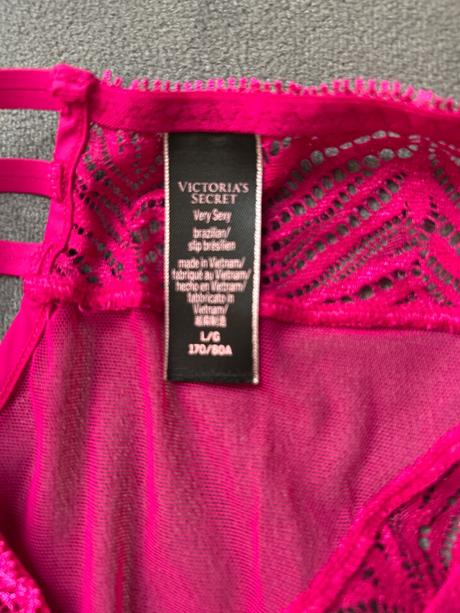 VICTORIA'S
SECRET
Very Sexy
brazilian/
slip brésilien
made in Vietnam/
fabriqué au Vietnam/
hecho en Vietnam/
fabbricato in
Vietnam/
L/G
170/80A